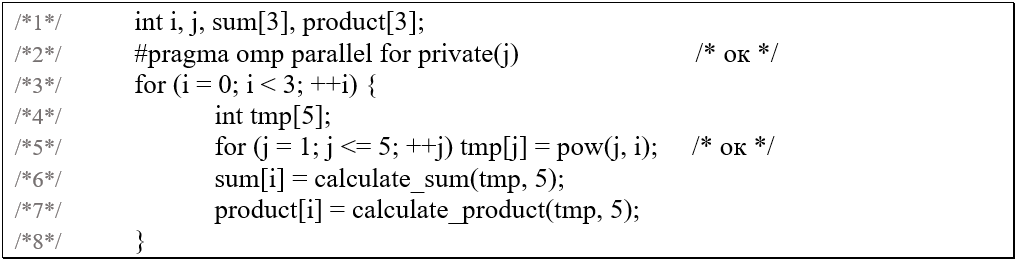 /*1*/ int i, j, sum[3], product[3];
/*2*/ #pragma omp parallel for private(j) /* ок */
/*3*/ for (i = 0; i < 3; ++i) {
/*4*/ int tmp[5];
/*5*/ for (j = 1; j <= 5; ++j) tmp[j] = pow(j, i); /* ок */
/*6*/ sum[i] = calculate_sum(tmp, 5);
/*7*/ product[i] = calculate_product(tmp, 5);
/*8*/ }